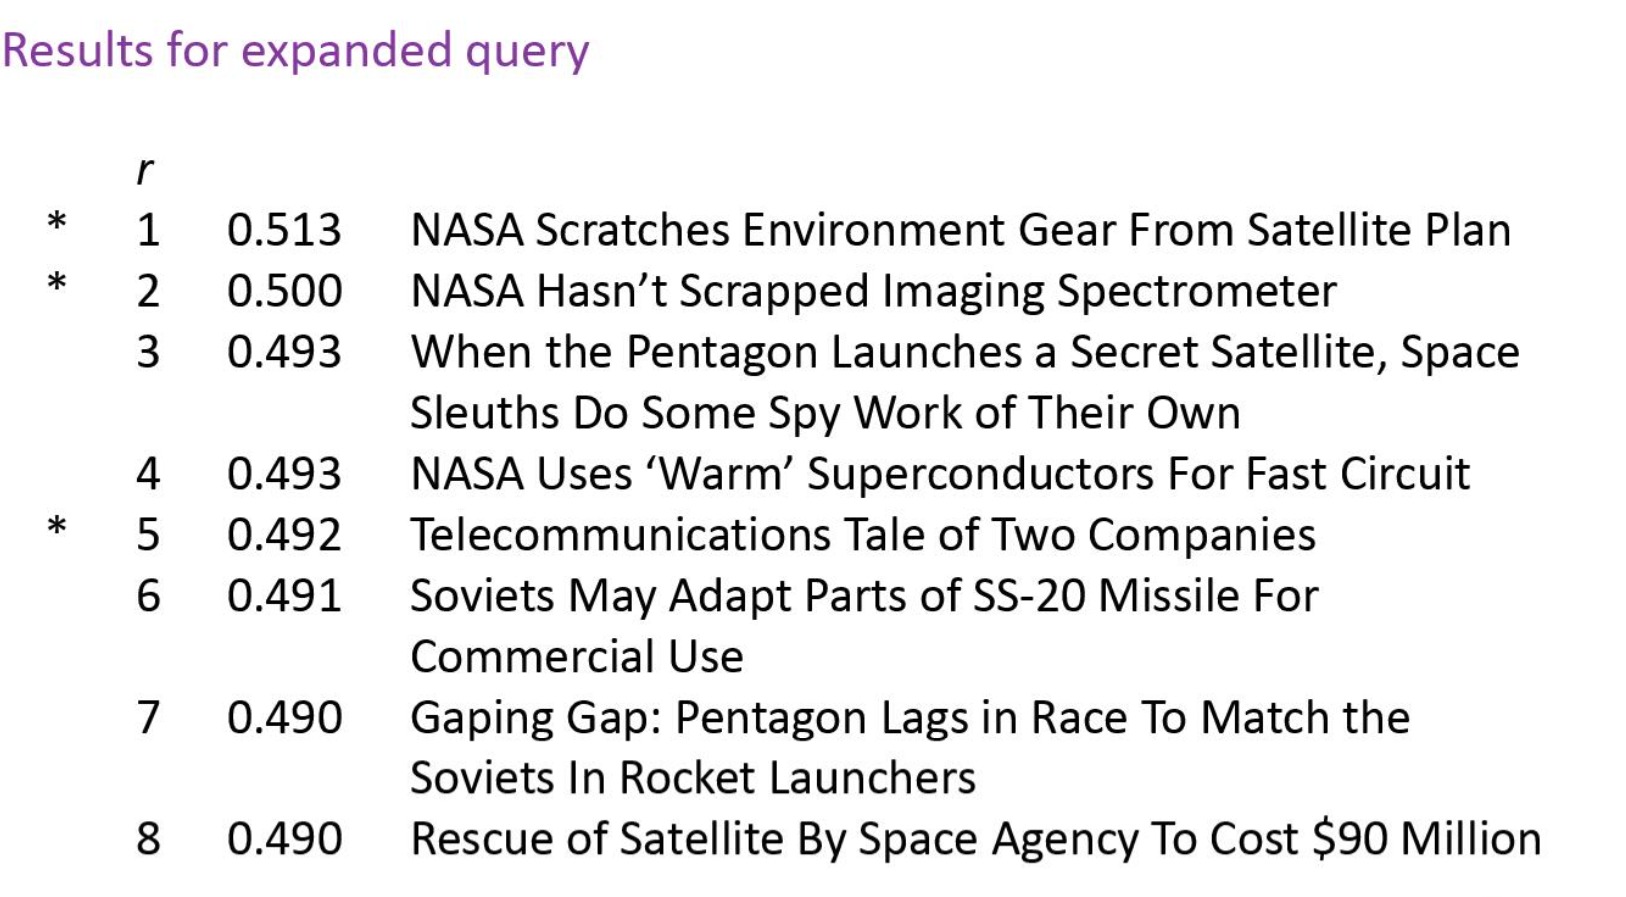 Results for expanded query
r
* 1 0.513 NASA Scratches Environment Gear From Satellite Plan
* 2 0.500 NASA Hasn’t Scrapped Imaging Spectrometer
3 0.493 When the Pentagon Launches a Secret Satellite, Space
Sleuths Do Some Spy Work of Their Own
4 0.493 NASA Uses ‘Warm’ Superconductors For Fast Circuit
* 5 0.492 Telecommunications Tale of Two Companies
6 0.491 Soviets May Adapt Parts of SS-20 Missile For
Commercial Use
7 0.490 Gaping Gap: Pentagon Lags in Race To Match the
Soviets In Rocket Launchers
8 0.490 Rescue of Satellite By Space Agency To Cost $90 Million